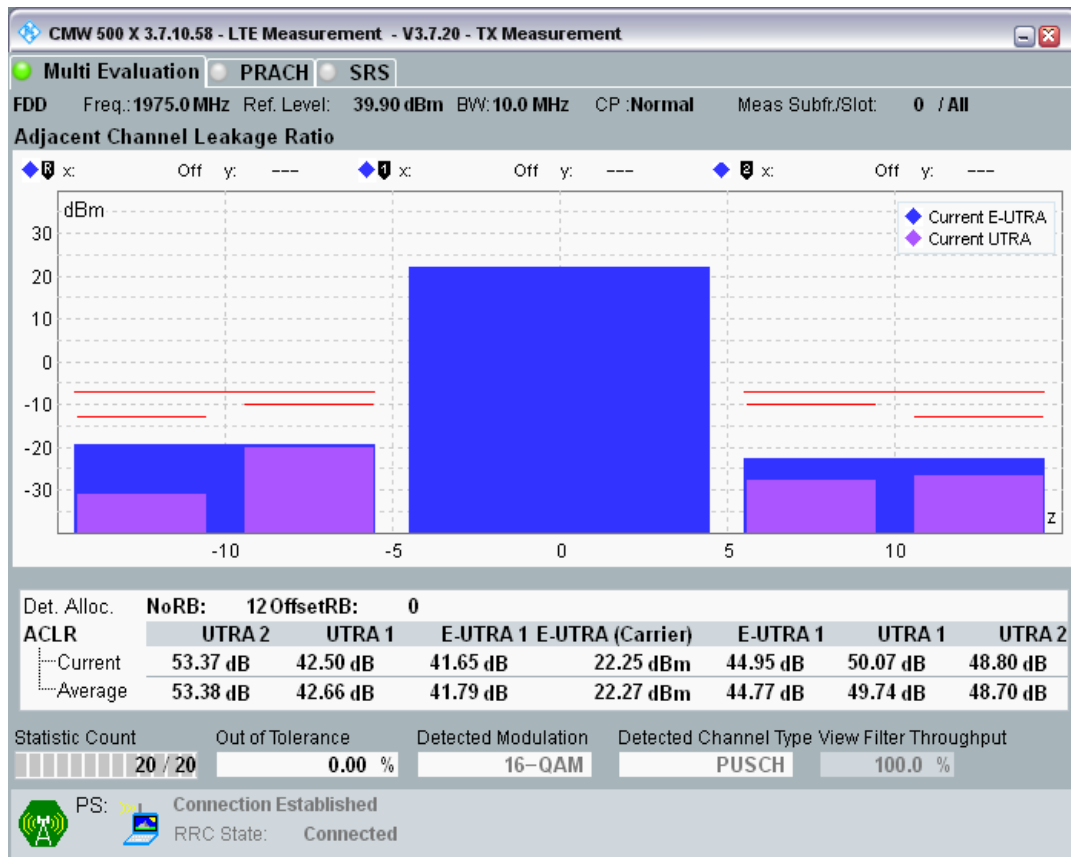 CMW 500 X 3.7.10.58 - LTE Measurement - V3.7.20 - TX Measurement
Multi Evaluation PRACH SRS
FDD Freq.: 1975.0 MHz Ref. Level: 39.90 dBm BW: 10.0 MHz CP : Normal Meas Subfr./Slot: 0 / All
Adjacent Channel Leakage Ratio
R x: Off y: --- 1 x: Off y: --- 2 x: Off y: ---
dBm
Current E-UTRA
Current UTRA
30
20
10
0
-10
-20
-30
z
-10 -5 0 5 10
Det. Alloc. NoRB: 12 OffsetRB: 0
ACLR UTRA 2 UTRA 1 E-UTRA 1 E-UTRA (Carrier) E-UTRA 1 UTRA 1 UTRA 2
Current 53.37 dB 42.50 dB 41.65 dB 22.25 dBm 44.95 dB 50.07 dB 48.80 dB
Average 53.38 dB 42.66 dB 41.79 dB 22.27 dBm 44.77 dB 49.74 dB 48.70 dB
Statistic Count Out of Tolerance Detected Modulation Detected Channel Type View Filter Throughput
20 / 20 0.00 % 16-QAM PUSCH 100.0 %
PS: Connection Established
RRC State: Connected